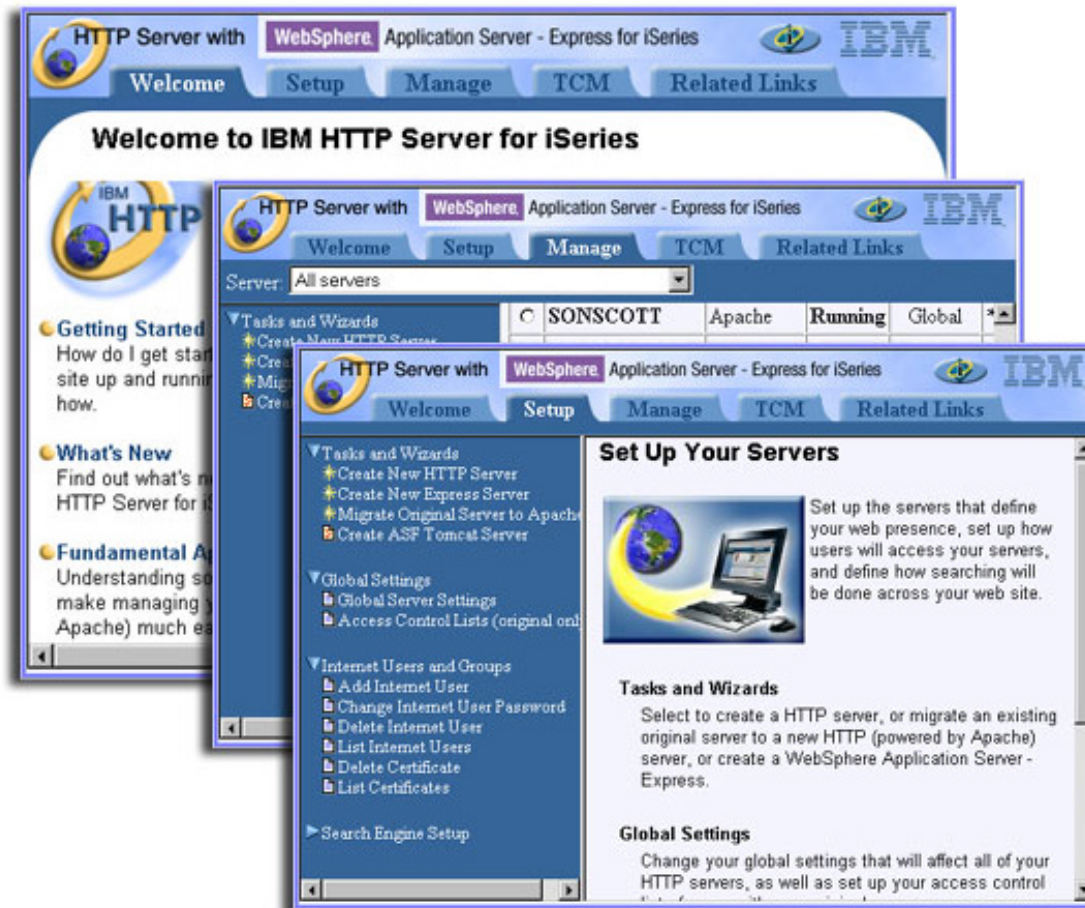 HTTP Server with WebSphere Application Server - Express for iSeries IBM
Welcome Setup Manage TCM Related Links
Welcome to IBM HTTP Server for iSeries
IBM
HTTP
Getting Started
How do I get
site up and
how.
What's New
Find out what's
HTTP Server for
Fundamental
Understanding
make managing
Apache) much
HTTP Server with WebSphere Application Server - Express for iSeries IBM
Welcome Setup Manage TCM Related Links
Server: All servers
Tasks and Wizards
Create New HTTP Server
SONSCOTT Apache Running Global *
HTTP Server with WebSphere Application Server - Express for iSeries IBM
Welcome Setup Manage TCM Related Links
Tasks and Wizards
Create New HTTP Server
Create New Express Server
Migrate Original Server to Apache
Create ASF Tomcat Server
Global Settings
Global Server Settings
Access Control Lists (original onl
Internet Users and Groups
Add Internet User
Change Internet User Password
Delete Internet User
List Internet Users
Delete Certificate
List Certificates
Search Engine Setup
Set Up Your Servers
Set up the servers that define
your web presence, set up how
users will access your servers,
and define how searching will
be done across your web site.
Tasks and Wizards
Select to create a HTTP server, or migrate an existing
original server to a new HTTP (powered by Apache)
server, or create a WebSphere Application Server -
Express.
Global Settings
Change your global settings that will affect all of your
HTTP servers, as well as set up your access control